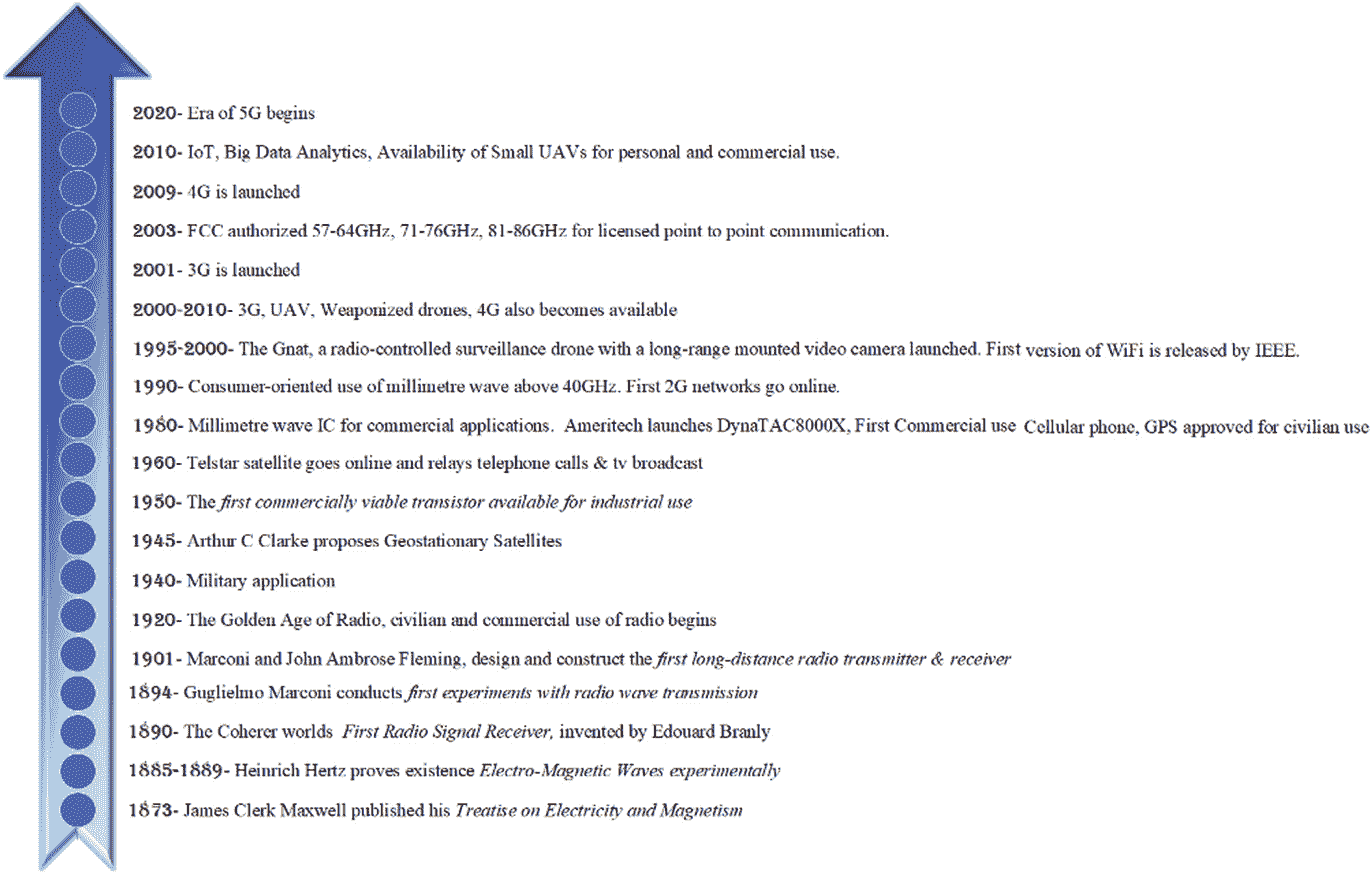 2020- Era of 5G begins
2010- IoT, Big Data Analytics, Availability of Small UAVs for personal and commercial use.
2009- 4G is launched
2003- FCC authorized 57-64GHz, 71-76GHz, 81-86GHz for licensed point to point communication.
2001- 3G is launched
2000-2010- 3G, UAV, Weaponized drones, 4G also becomes available
1995-2000- The Gnat, a radio-controlled surveillance drone with a long-range mounted video camera launched. First version of WiFi is released by IEEE.
1990- Consumer-oriented use of millimetre wave above 40GHz. First 2G networks go online.
1980- Millimetre wave IC for commercial applications. Ameritech launches DynaTAC8000X, First Commercial use Cellular phone, GPS approved for civilian use
1960- Telstar satellite goes online and relays telephone calls & tv broadcast
1950- The first commercially viable transistor available for industrial use
1945- Arthur C Clarke proposes Geostationary Satellites
1940- Military application
1920- The Golden Age of Radio, civilian and commercial use of radio begins
1901- Marconi and John Ambrose Fleming, design and construct the first long-distance radio transmitter & receiver
1894- Guglielmo Marconi conducts first experiments with radio wave transmission
1890- The Coherer worlds First Radio Signal Receiver, invented by Edouard Branly
1885-1889- Heinrich Hertz proves existence Electro-Magnetic Waves experimentally
1873- James Clerk Maxwell published his Treatise on Electricity and Magnetism